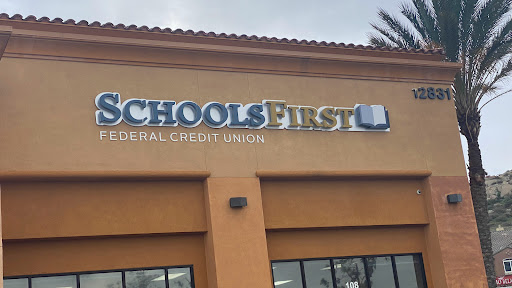 12831
SCHOOLSFIRST
FEDERAL CREDIT UNION
108